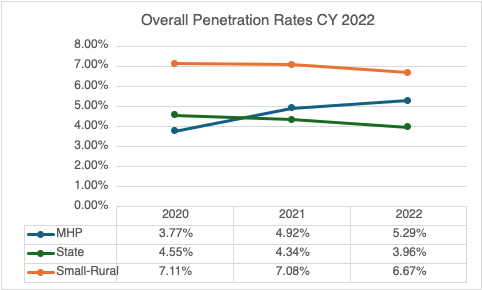 Overall Penetration Rates CY 2022
8.00%
7.00%
6.00%
5.00%
4.00%
3.00%
2.00%
1.00%
0.00%
2020 2021 2022
MHP 3.77% 4.92% 5.29%
State 4.55% 4.34% 3.96%
Small-Rural 7.11% 7.08% 6.67%